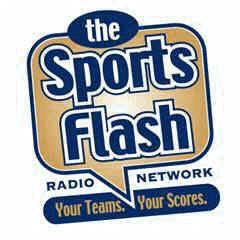 the
Sports
Flash
RADIO NETWORK
Your Teams. Your Scores.